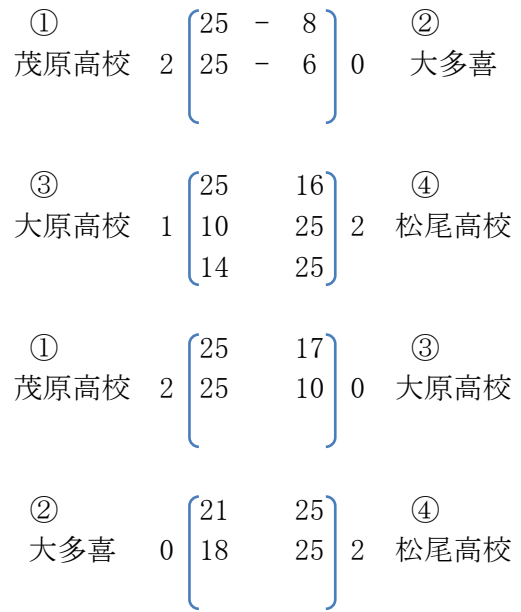 ① 25 - 8 ②
茂原高校 2 25 - 6 0 大多喜
③ 25 16 ④
大原高校 1 10 25 2 松尾高校
14 25
① 25 17 ③
茂原高校 2 25 10 0 大原高校
② 21 25 ④
大多喜 0 18 25 2 松尾高校